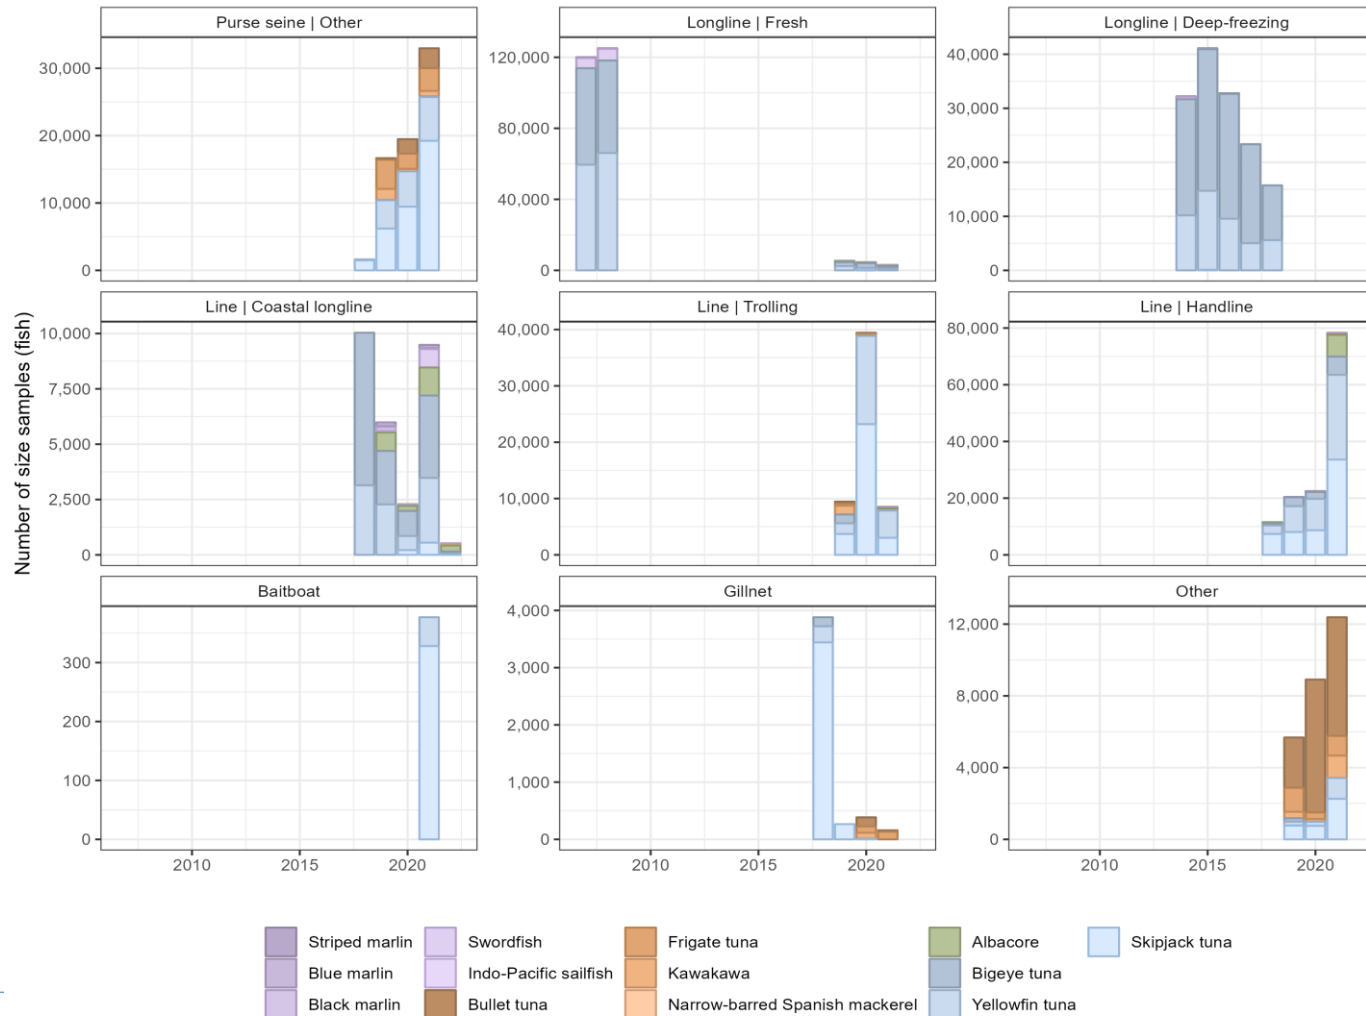 Purse seine | Other
Longline | Fresh
Longline | Deep-freezing
30,000
20,000
10,000
0
120,000
80,000
40,000
0
40,000
30,000
20,000
10,000
0
Number of size samples (fish)
Line | Coastal longline
Line | Trolling
Line | Handline
10,000
7,500
5,000
2,500
0
40,000
30,000
20,000
10,000
0
80,000
60,000
40,000
20,000
0
Baitboat
Gillnet
Other
300
200
100
0
4,000
3,000
2,000
1,000
0
12,000
8,000
4,000
0
2010 2015 2020
2010 2015 2020
2010 2015 2020
Striped marlin Swordfish Frigate tuna Albacore Skipjack tuna
Blue marlin Indo-Pacific sailfish Kawakawa Bigeye tuna
Black marlin Bullet tuna Narrow-barred Spanish mackerel Yellowfin tuna